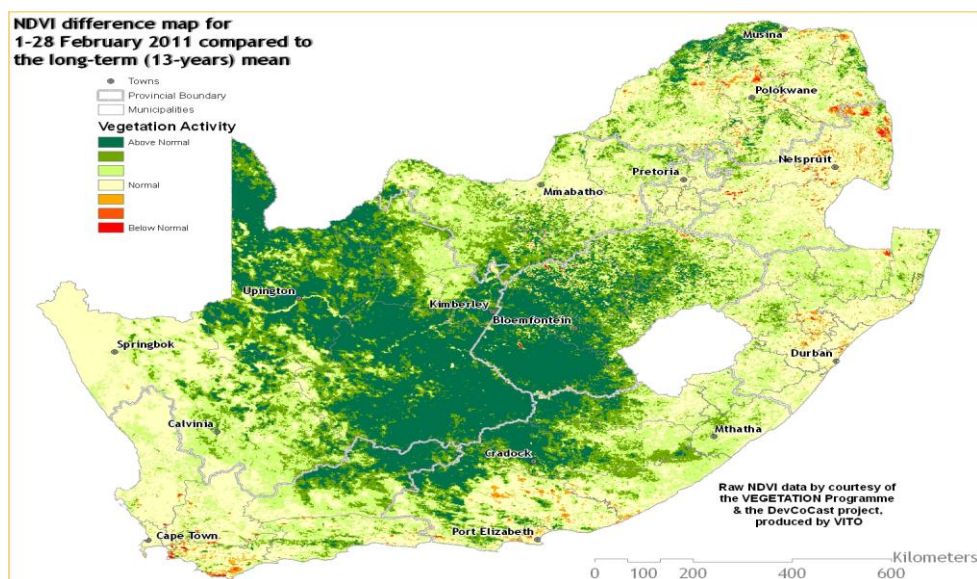 NDVI difference map for
1-28 February 2011 compared to
the long-term (13-years) mean
Towns
Provincial Boundary
Municipalities
Vegetation Activity
Above Normal
Normal
Below Normal
Musina
Polokwane
Nelspruit
Pretoria
Mmabatho
Upington
Kimberley
Bloemfontein
Springbok
Durban
Calvinia
Mthatha
Cradock
Cape Town
Port Elizabeth
Raw NDVI data by courtesy of
the VEGETATION Programme
& the DevCoCast project,
produced by VITO
Kilometers
0 100 200 400 600